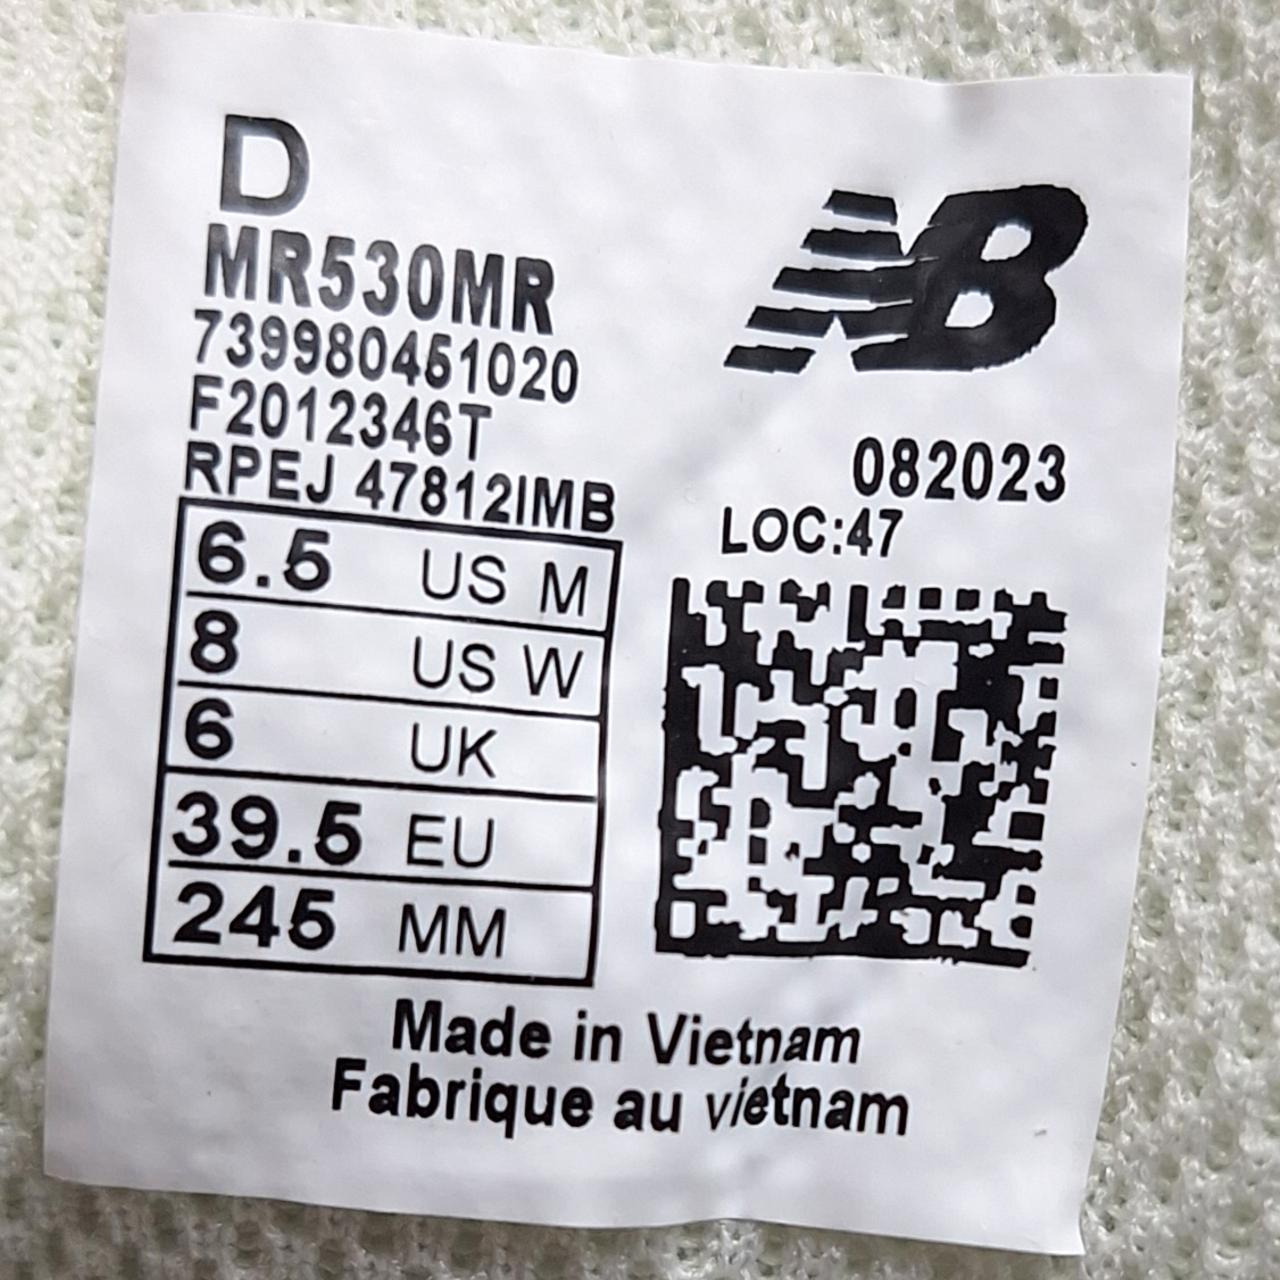 D
MR530MR
739980451020
F2012346T
RPEJ 47812IMB
NB
082023
LOC:47
6.5 US M
8 US W
6 UK
39.5 EU
245 MM
Made in Vietnam
Fabrique au vietnam